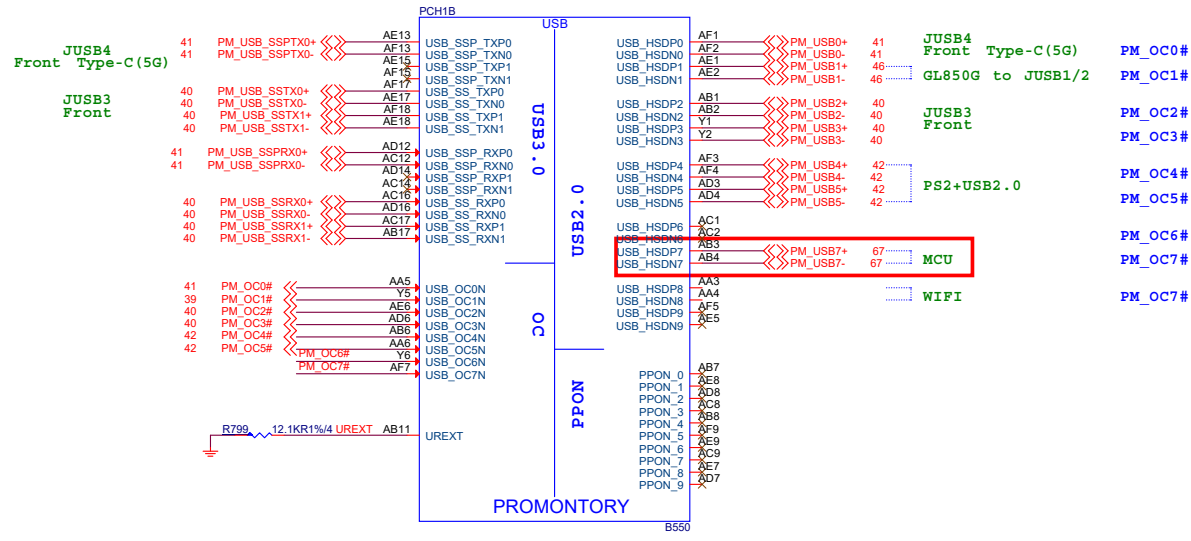 PCH1B
USB
JUSB4
Front Type-C(5G)
41 PM_USB_SSPTX0+ AE13 USB_SSP_TXP0
41 PM_USB_SSPTX0- AF13 USB_SSP_TXN0
AE15 USB_SSP_TXP1
AF15 USB_SSP_TXN1
JUSB3
Front
40 PM_USB_SSTX0+ AF17 USB_SS_TXP0
40 PM_USB_SSTX0- AE17 USB_SS_TXN0
40 PM_USB_SSTX1+ AF18 USB_SS_TXP1
40 PM_USB_SSTX1- AE18 USB_SS_TXN1
41 PM_USB_SSPRX0+ AD12 USB_SSP_RXP0
41 PM_USB_SSPRX0- AC12 USB_SSP_RXN0
AD14 USB_SSP_RXP1
AC14 USB_SSP_RXN1
40 PM_USB_SSRX0+ AC16 USB_SS_RXP0
40 PM_USB_SSRX0- AD16 USB_SS_RXN0
40 PM_USB_SSRX1+ AC17 USB_SS_RXP1
40 PM_USB_SSRX1- AB17 USB_SS_RXN1
41 PM_OC0# AA5 USB_OC0N
39 PM_OC1# Y5 USB_OC1N
40 PM_OC2# AE6 USB_OC2N
40 PM_OC3# AD6 USB_OC3N
42 PM_OC4# AB6 USB_OC4N
42 PM_OC5# AA6 USB_OC5N
PM_OC6# Y6 USB_OC6N
PM_OC7# AF7 USB_OC7N
R799 12.1KR1%/4 UREXT AB11 UREXT
USB3.0
USB2.0
OC
PPON
USB_HSDP0 AF1 PM_USB0+ 41
USB_HSDN0 AF2 PM_USB0- 41
JUSB4
Front Type-C(5G) PM_OC0#
USB_HSDP1 AE1 PM_USB1+ 46
USB_HSDN1 AE2 PM_USB1- 46
GL850G to JUSB1/2 PM_OC1#
USB_HSDP2 AB1 PM_USB2+ 40
USB_HSDN2 AB2 PM_USB2- 40
USB_HSDP3 Y1 PM_USB3+ 40
USB_HSDN3 Y2 PM_USB3- 40
JUSB3 PM_OC2#
Front PM_OC3#
USB_HSDP4 AF3 PM_USB4+ 42
USB_HSDN4 AF4 PM_USB4- 42
USB_HSDP5 AD3 PM_USB5+ 42
USB_HSDN5 AD4 PM_USB5- 42
PM_OC4#
PS2+USB2.0
PM_OC5#
USB_HSDP6 AC1
USB_HSDN6 AC2
PM_OC6#
USB_HSDP7 AB3 PM_USB7+ 67
USB_HSDN7 AB4 PM_USB7- 67
MCU PM_OC7#
USB_HSDP8 AA3
USB_HSDN8 AA4
WIFI PM_OC7#
USB_HSDP9 AF5
USB_HSDN9 AE5
PPON_0 AB7
PPON_1 AE8
PPON_2 AD8
PPON_3 AC8
PPON_4 AB8
PPON_5 AF9
PPON_6 AE9
PPON_7 AC9
PPON_8 AE7
PPON_9 AD7
PROMONTORY
B550